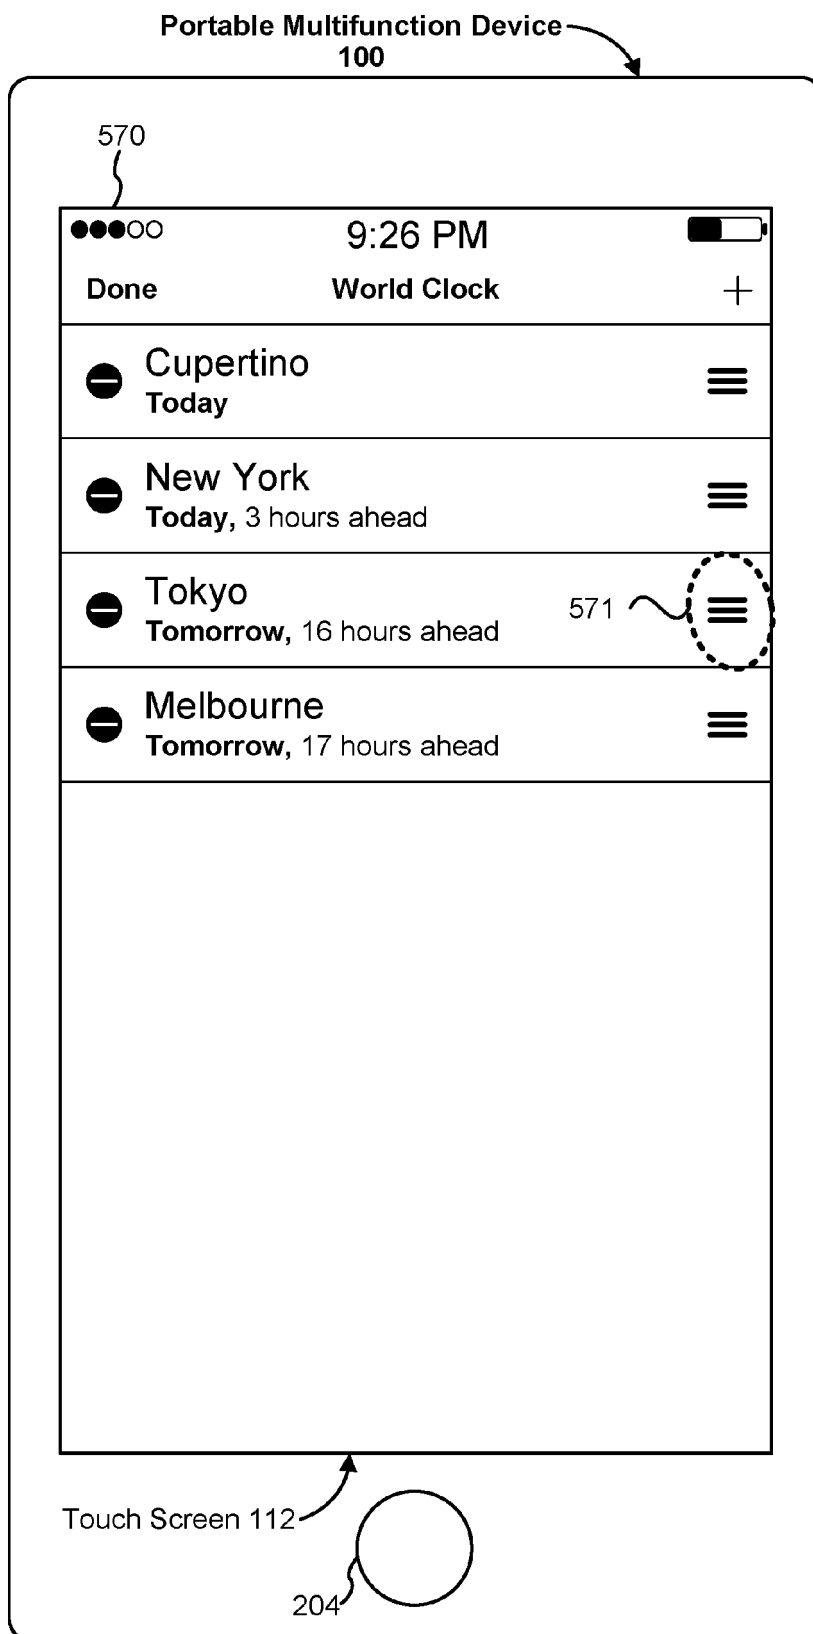 Portable Multifunction Device
100
570
9:26 PM
Done World Clock +
Cupertino
Today
New York
Today, 3 hours ahead
Tokyo
571
Tomorrow, 16 hours ahead
Melbourne
Tomorrow, 17 hours ahead
Touch Screen 112
204